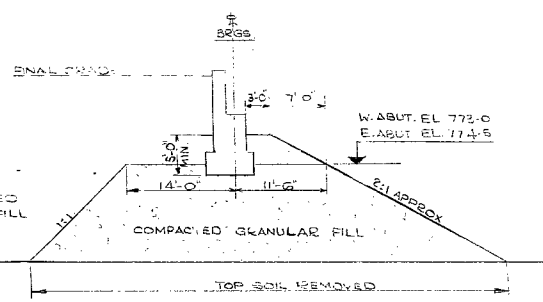 ℄
BRGS
FINAL GRADE
3'-0" 7'0"
W. ABUT. EL 773-0
E. ABUT EL. 774-5
5'-0"
MIN.
14'-0" 11'-6"
FILL
1:1
2:1 APPROX
COMPACTED GRANULAR FILL
TOP SOIL REMOVED